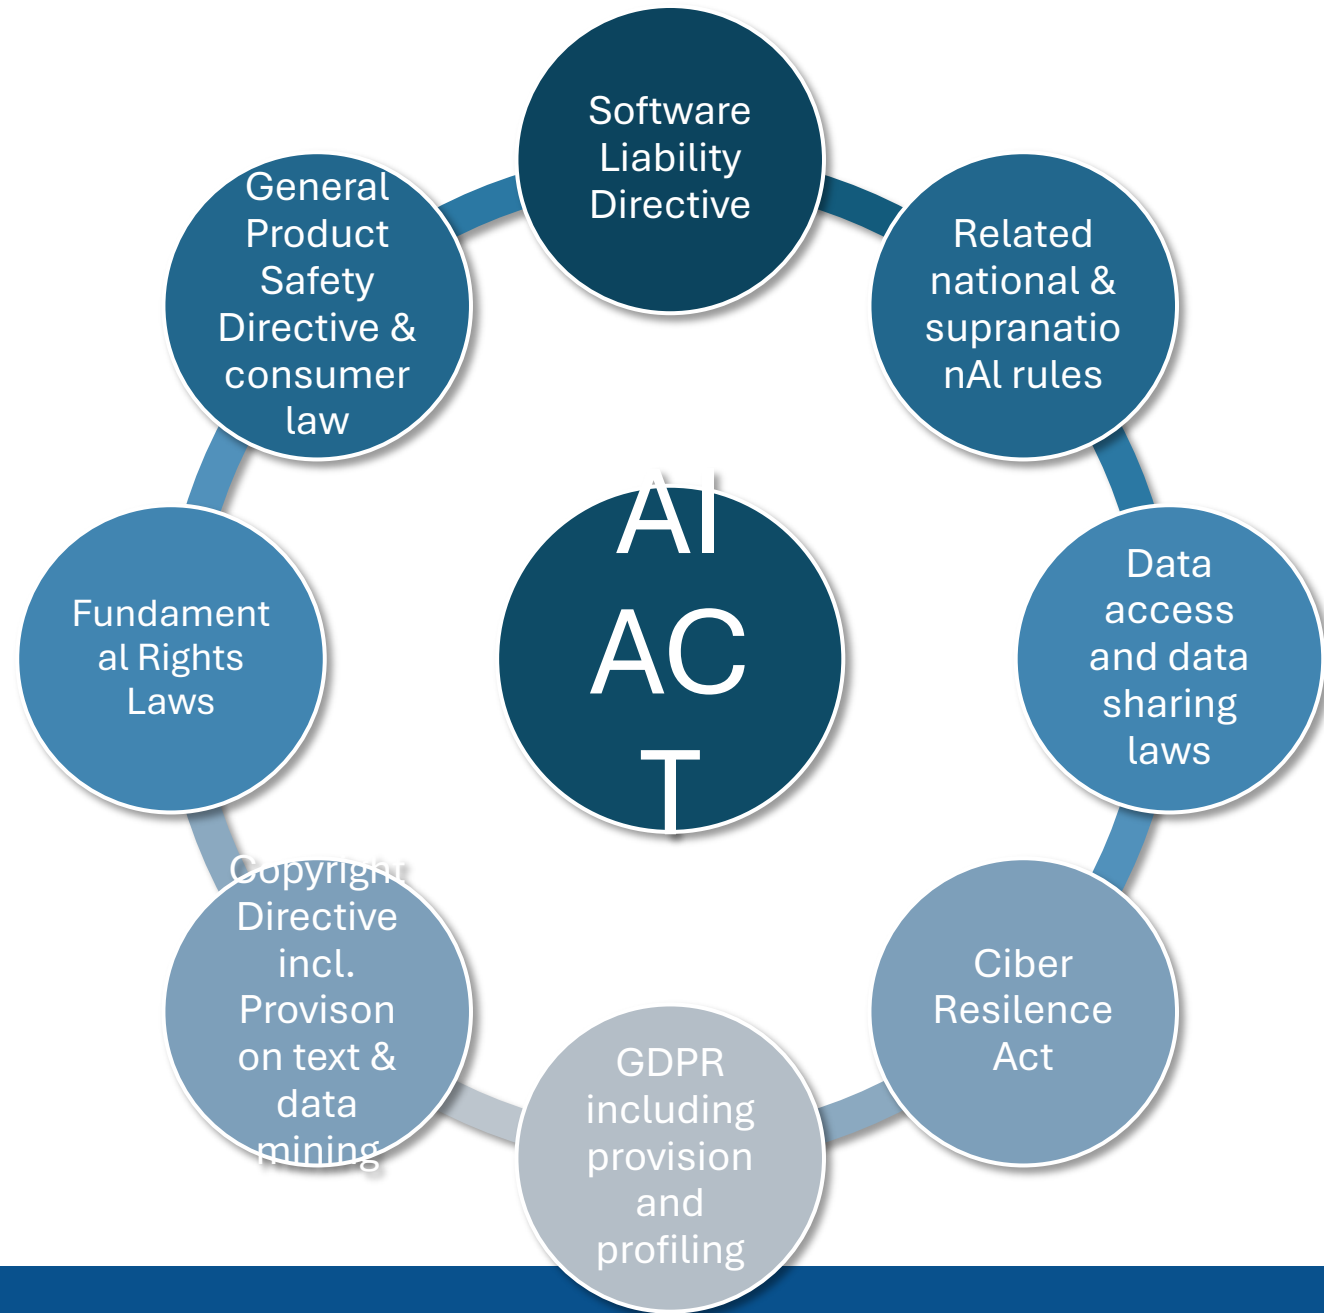 Software
Liability
Directive
Related
national &
supranatio
nAl rules
Data
access
and data
sharing
laws
Ciber
Resilence
Act
GDPR
including
provision
and
profiling
Copyright
Directive
incl.
Provison
on text &
data
mining
Fundament
al Rights
Laws
General
Product
Safety
Directive &
consumer
law
AI
AC
T